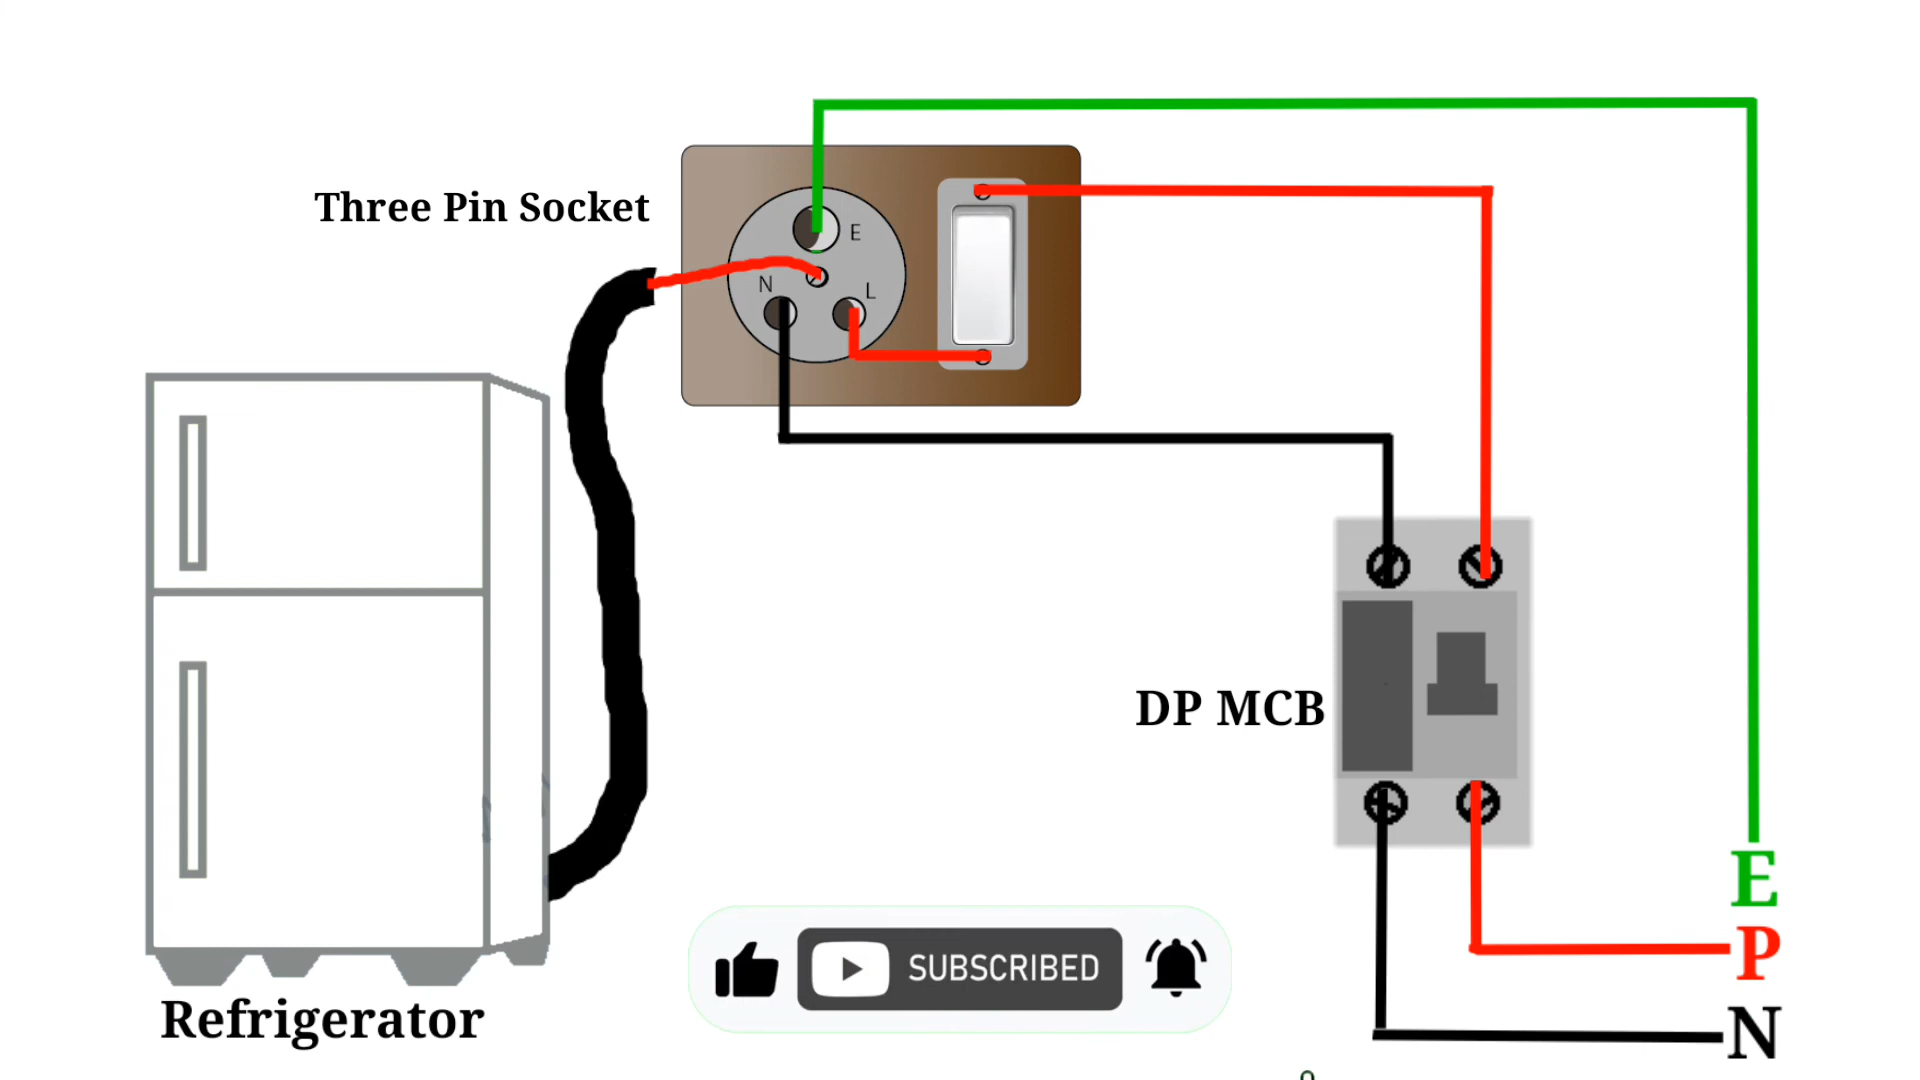 Three Pin Socket
E
N
L
DP MCB
E
P
N
SUBSCRIBED
Refrigerator